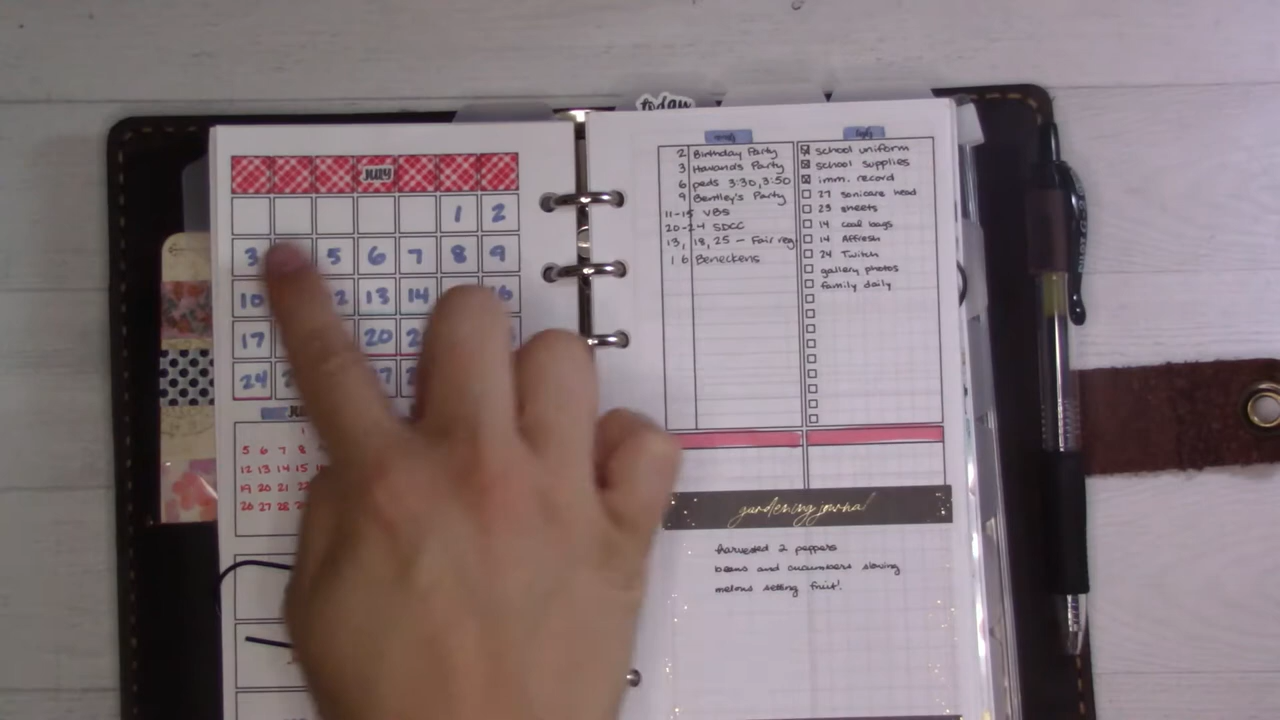 today
JULY
1 2
3 5 6 7 8 9
10 13 14
17 20
24
5 6 7 8
12 13 14 15
19 20 21
26 27 28
2 Birthday Party
3 Party
6 peds 3:30, 3:50
9 Bentley's Party
11-15 VBS
20-24 SDCC
13, 18, 25 - Fair reg
16 Beneckens
school uniform
school supplies
imm. record
27 sonicare head
23 sheets
14 coal bags
14 Affresh
24 Twitch
gallery photos
family daily
gardening journal
harvested 2 peppers
beans and cucumbers slowing
melons setting fruit!
PILOT G-2